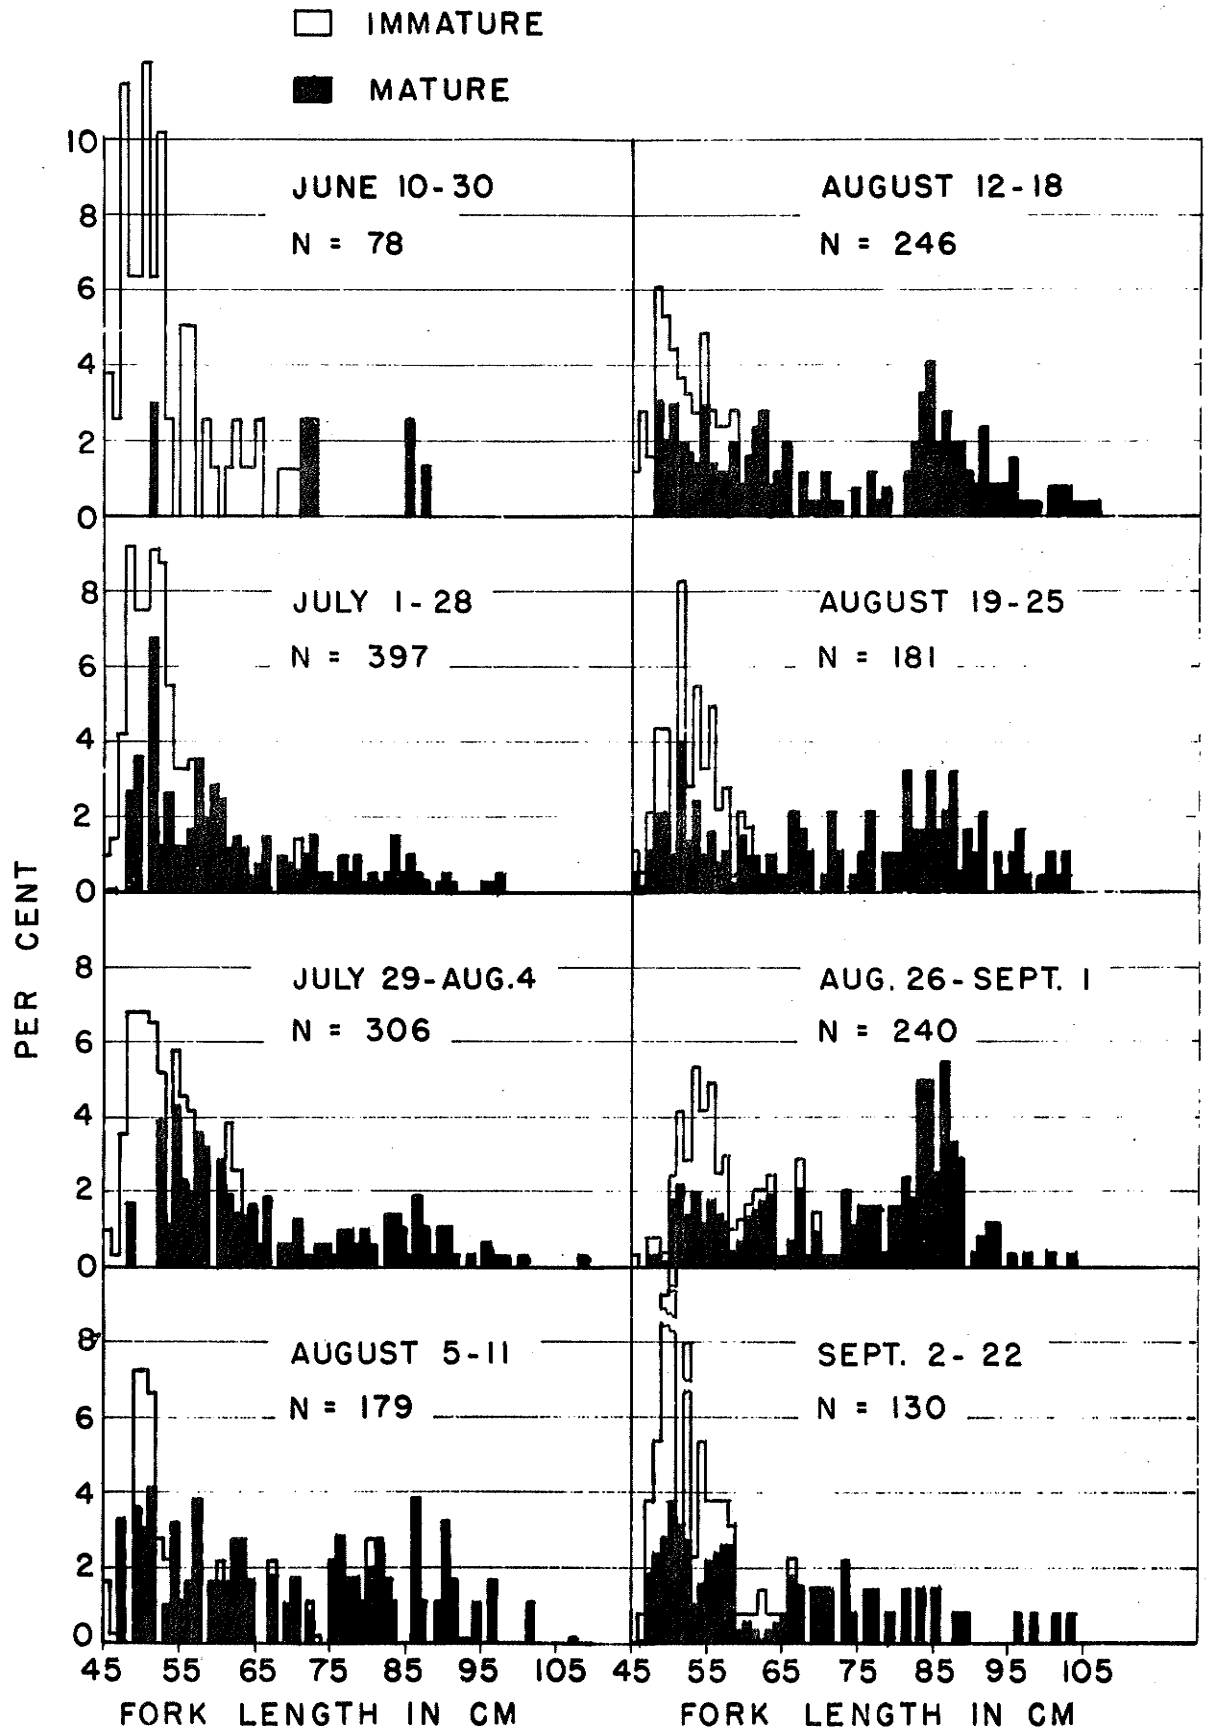 IMMATURE
MATURE
10
8
6
4
2
0
JUNE 10-30
N = 78
AUGUST 12-18
N = 246
8
6
4
2
0
JULY 1-28
N = 397
AUGUST 19-25
N = 181
8
6
4
2
0
JULY 29-AUG.4
N = 306
AUG. 26-SEPT. 1
N = 240
8
6
4
2
0
AUGUST 5-11
N = 179
SEPT. 2-22
N = 130
PER CENT
45 55 65 75 85 95 105 45 55 65 75 85 95 105
FORK LENGTH IN CM FORK LENGTH IN CM